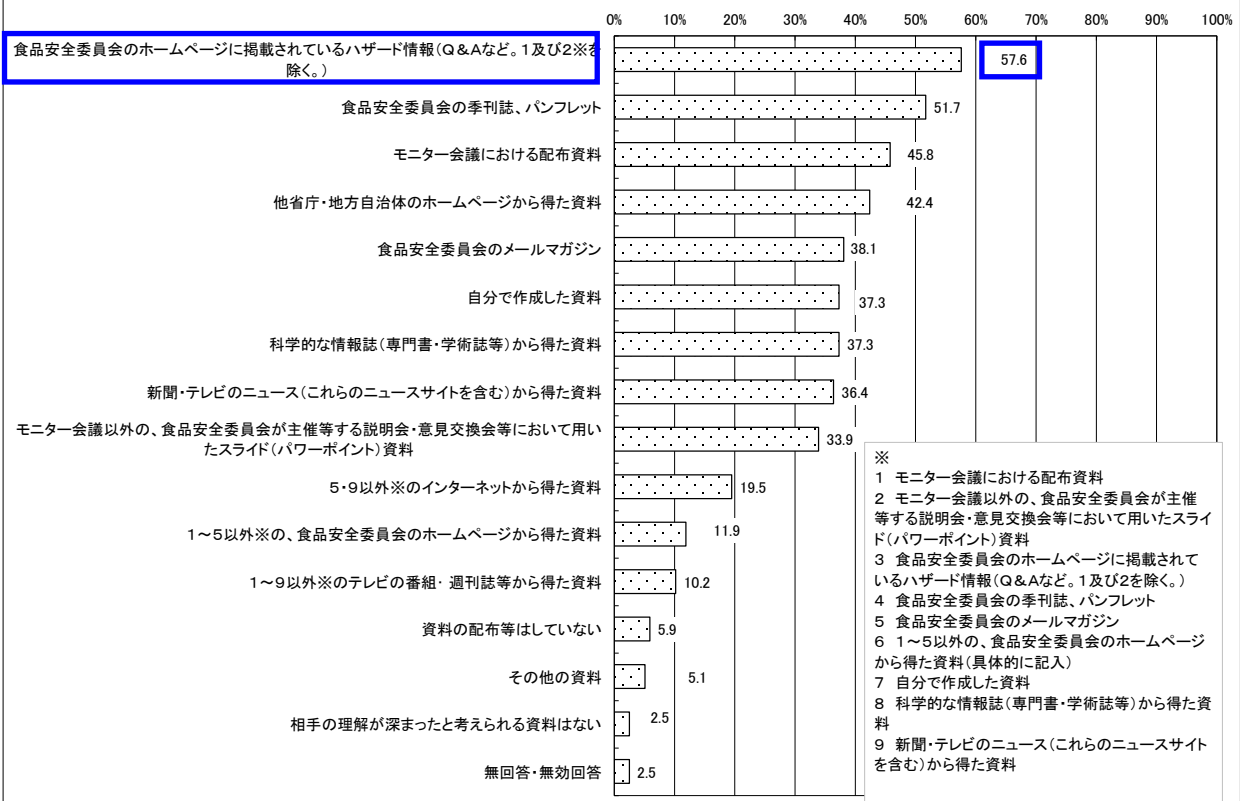 0% 10% 20% 30% 40% 50% 60% 70% 80% 90% 100%
食品安全委員会のホームページに掲載されているハザード情報(Q&Aなど。1及び2※を
除く。)
57.6
食品安全委員会の季刊誌、パンフレット
51.7
モニター会議における配布資料
45.8
他省庁・地方自治体のホームページから得た資料
42.4
食品安全委員会のメールマガジン
38.1
自分で作成した資料
37.3
科学的な情報誌(専門書・学術誌等)から得た資料
37.3
新聞・テレビのニュース(これらのニュースサイトを含む)から得た資料
36.4
モニター会議以外の、食品安全委員会が主催等する説明会・意見交換会等において用い
たスライド(パワーポイント)資料
33.9
5・9以外※のインターネットから得た資料
19.5
1~5以外※の、食品安全委員会のホームページから得た資料
11.9
1~9以外※のテレビの番組・ 週刊誌等から得た資料
10.2
資料の配布等はしていない
5.9
その他の資料
5.1
相手の理解が深まったと考えられる資料はない
2.5
無回答・無効回答
2.5
※
1 モニター会議における配布資料
2 モニター会議以外の、食品安全委員会が主催
等する説明会・意見交換会等において用いたスライ
ド(パワーポイント)資料
3 食品安全委員会のホームページに掲載されて
いるハザード情報(Q&Aなど。1及び2を除く。)
4 食品安全委員会の季刊誌、パンフレット
5 食品安全委員会のメールマガジン
6 1~5以外の、食品安全委員会のホームページ
から得た資料(具体的に記入)
7 自分で作成した資料
8 科学的な情報誌(専門書・学術誌等)から得た資
料
9 新聞・テレビのニュース(これらのニュースサイト
を含む)から得た資料